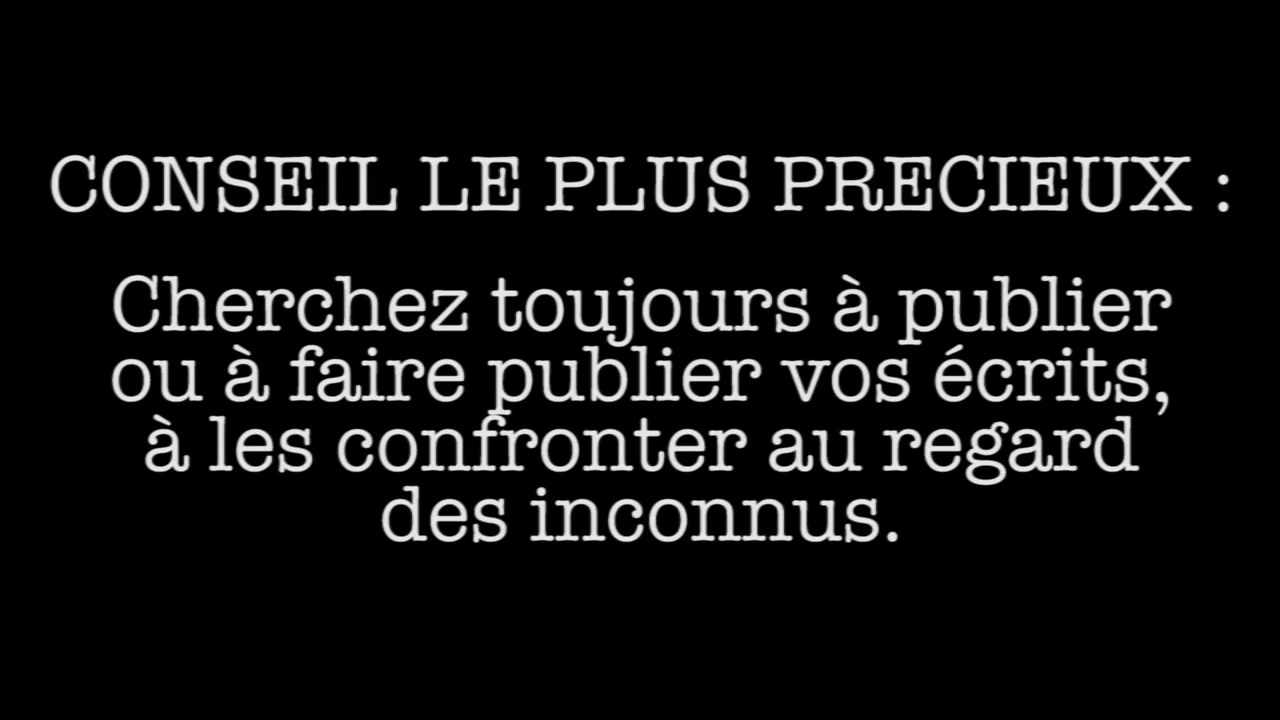 CONSEIL LE PLUS PRECIEUX :
Cherchez toujours à publier
ou à faire publier vos écrits,
à les confronter au regard
des inconnus.